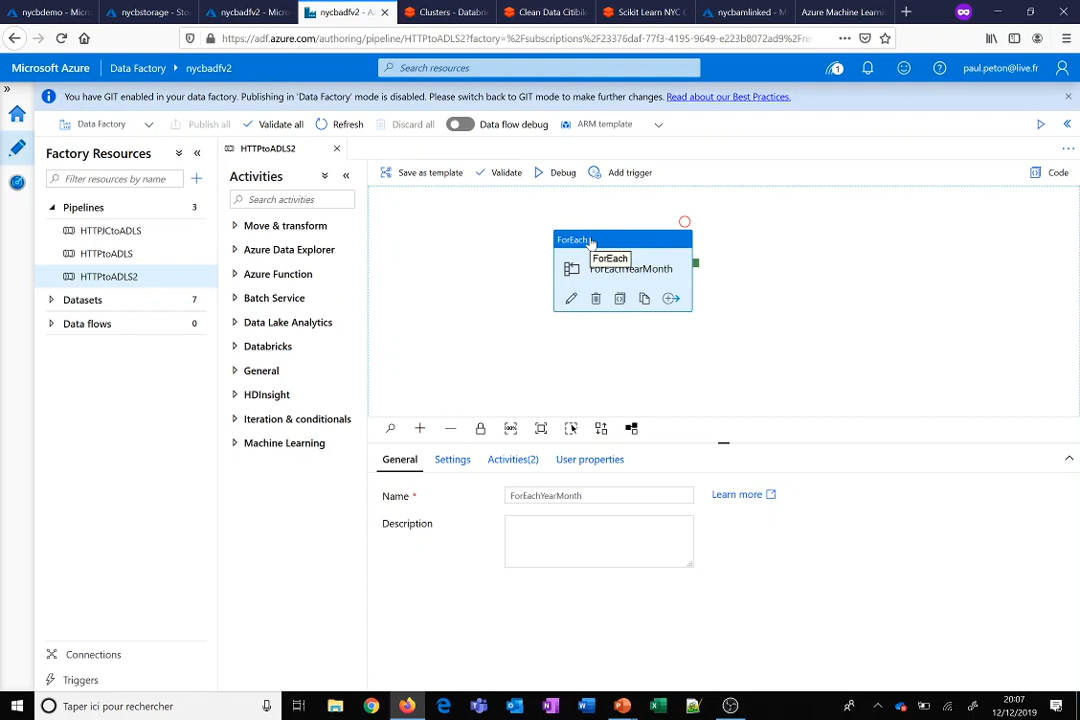 nycbdemo - Micro
nycbstorage - Sto
nycbadfv2 - Micr
nycbadfv2 - Az
Clusters - Databri
Clean Data Citibik
Scikit Learn NYC C
nycbamlinked - M
Azure Machine Learni
https://adf.azure.com/authoring/pipeline/HTTPtoADLS2?factory=%2Fsubscriptions%2F23376daf-77f3-4195-9649-e223b8072ad9%2Fres
Microsoft Azure
Data Factory
nycbadfv2
Search resources
1
paul.peton@live.fr
You have GIT enabled in your data factory. Publishing in 'Data Factory' mode is disabled. Please switch back to GIT mode to make further changes. Read about our Best Practices.
Data Factory
Publish all
Validate all
Refresh
Discard all
Data flow debug
ARM template
Factory Resources
Filter resources by name
Pipelines 3
HTTPJCtoADLS
HTTPtoADLS
HTTPtoADLS2
Datasets 7
Data flows 0
Connections
Triggers
HTTPtoADLS2
Activities
Search activities
Move & transform
Azure Data Explorer
Azure Function
Batch Service
Data Lake Analytics
Databricks
General
HDInsight
Iteration & conditionals
Machine Learning
Save as template
Validate
Debug
Add trigger
Code
ForEach
ForEach
ForEachYearMonth
100%
General
Settings
Activities(2)
User properties
Name *
ForEachYearMonth
Learn more
Description
Taper ici pour rechercher
20:07
12/12/2019